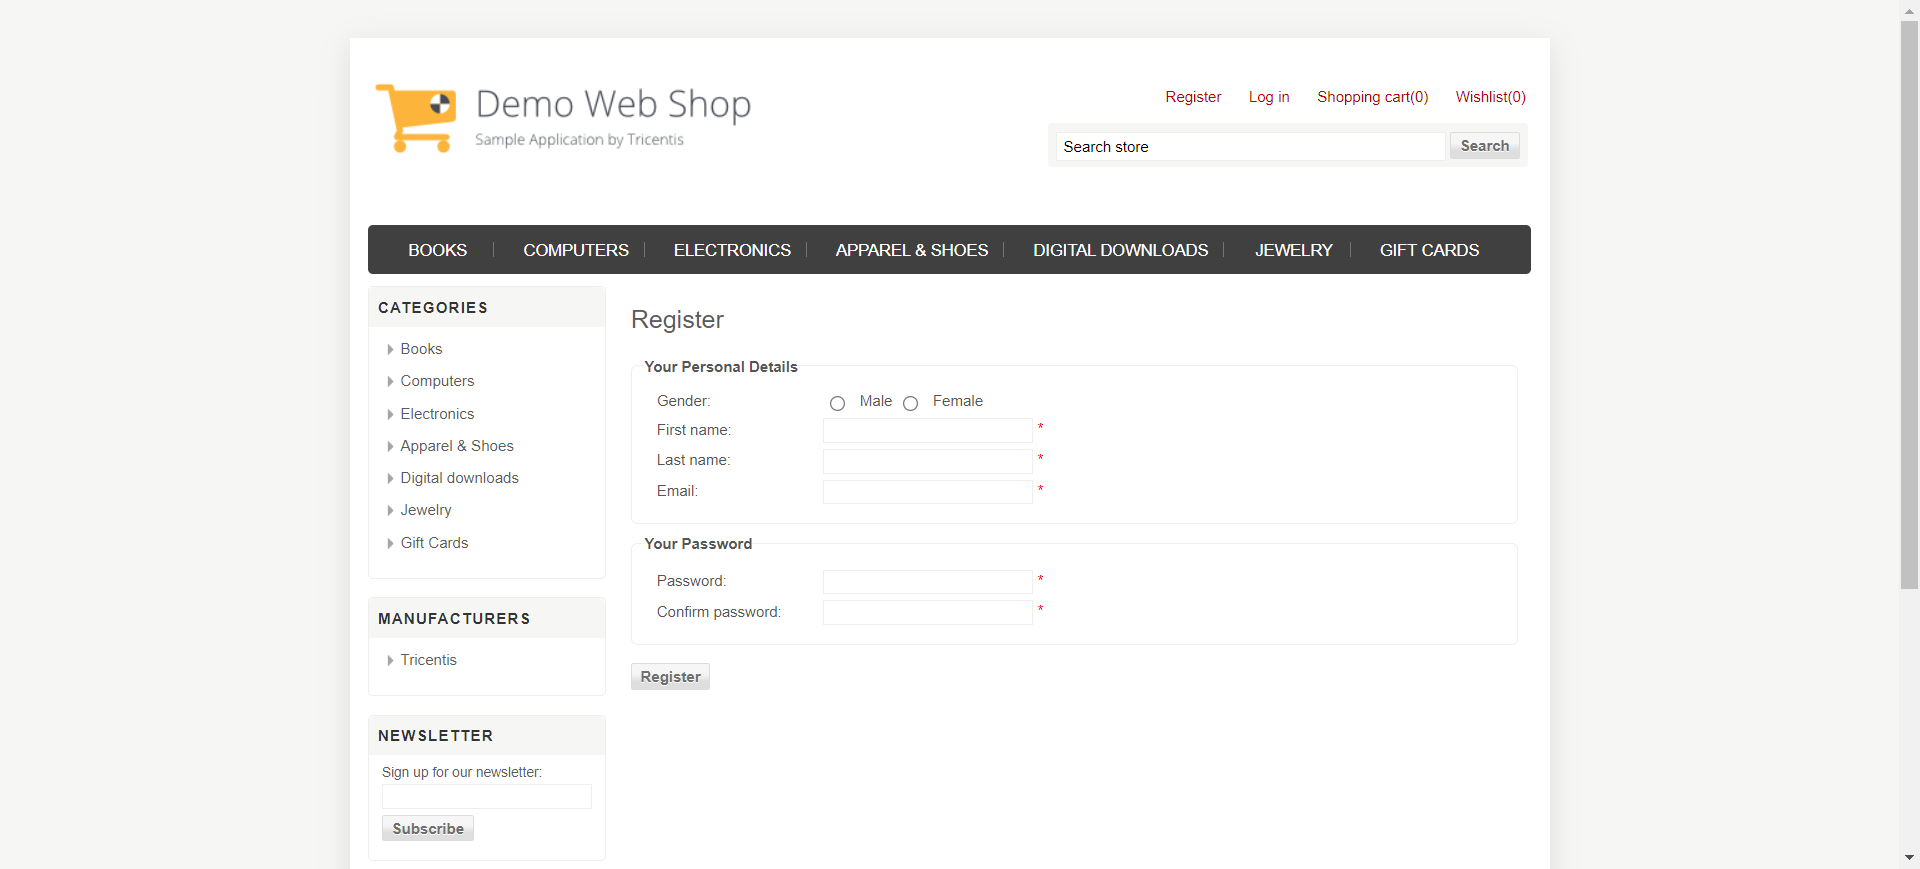 Demo Web Shop
Sample Application by Tricentis
Register Log in Shopping cart(0) Wishlist(0)
Search store Search
BOOKS COMPUTERS ELECTRONICS APPAREL & SHOES DIGITAL DOWNLOADS JEWELRY GIFT CARDS
CATEGORIES
Books
Computers
Electronics
Apparel & Shoes
Digital downloads
Jewelry
Gift Cards
MANUFACTURERS
Tricentis
NEWSLETTER
Sign up for our newsletter:
Subscribe
Register
Your Personal Details
Gender: Male Female
First name: *
Last name: *
Email: *
Your Password
Password: *
Confirm password: *
Register